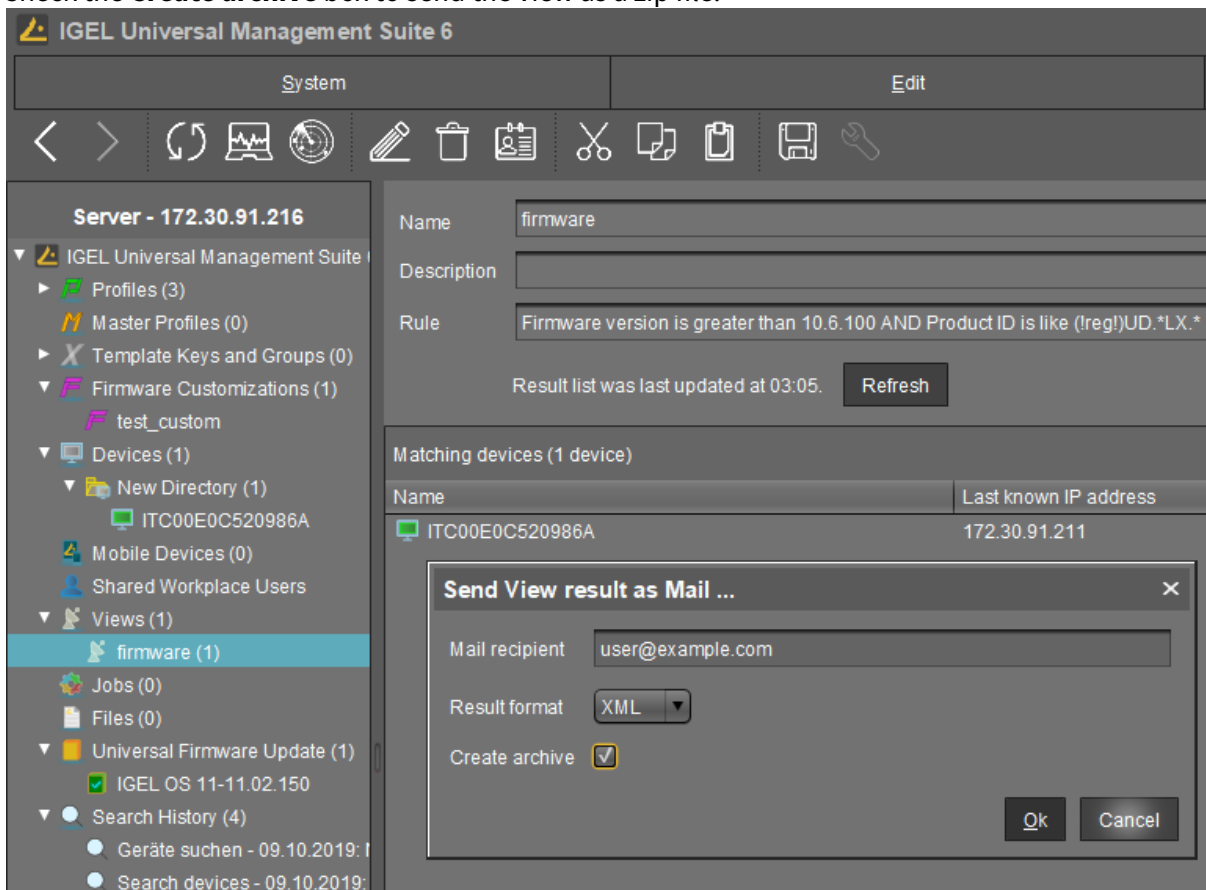 IGEL Universal Management Suite 6
System Edit
Server - 172.30.91.216
IGEL Universal Management Suite
Profiles (3)
Master Profiles (0)
Template Keys and Groups (0)
Firmware Customizations (1)
test_custom
Devices (1)
New Directory (1)
ITC00E0C520986A
Mobile Devices (0)
Shared Workplace Users
Views (1)
firmware (1)
Jobs (0)
Files (0)
Universal Firmware Update (1)
IGEL OS 11-11.02.150
Search History (4)
Geräte suchen - 09.10.2019:
Search devices - 09.10.2019:
Name firmware
Description
Rule Firmware version is greater than 10.6.100 AND Product ID is like (!reg!)UD.*LX.*
Result list was last updated at 03:05. Refresh
Matching devices (1 device)
Name Last known IP address
ITC00E0C520986A 172.30.91.211
Send View result as Mail ...
Mail recipient user@example.com
Result format XML
Create archive
Ok Cancel